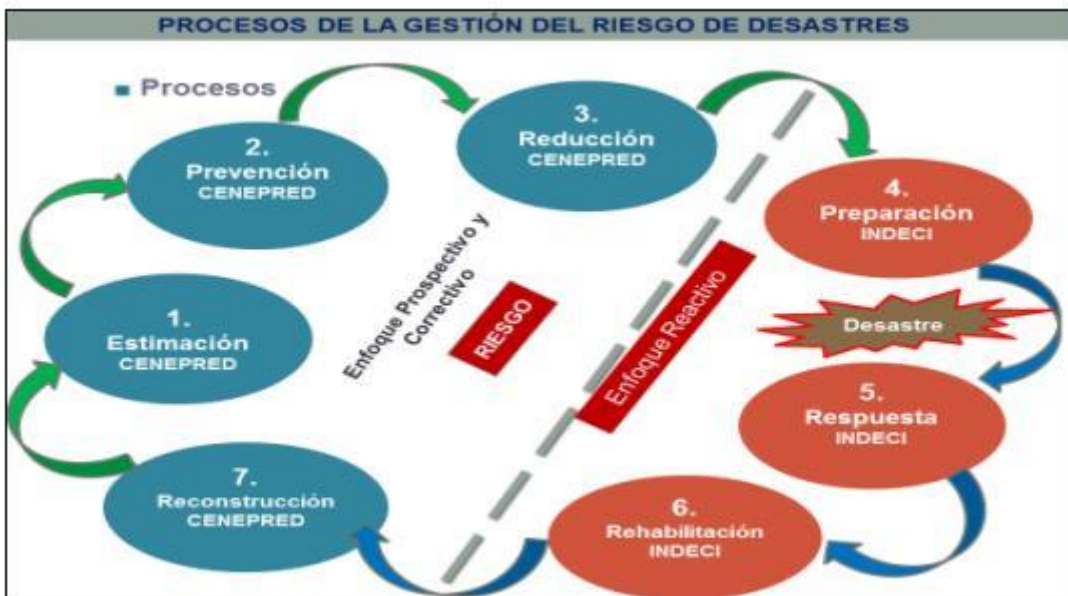 PROCESOS DE LA GESTIÓN DEL RIESGO DE DESASTRES
Procesos
1.
Estimación
CENEPRED
2.
Prevención
CENEPRED
3.
Reducción
CENEPRED
4.
Preparación
INDECI
Desastre
5.
Respuesta
INDECI
6.
Rehabilitación
INDECI
7.
Reconstrucción
CENEPRED
Enfoque Prospectivo y
Correctivo
RIESGO
Enfoque Reactivo